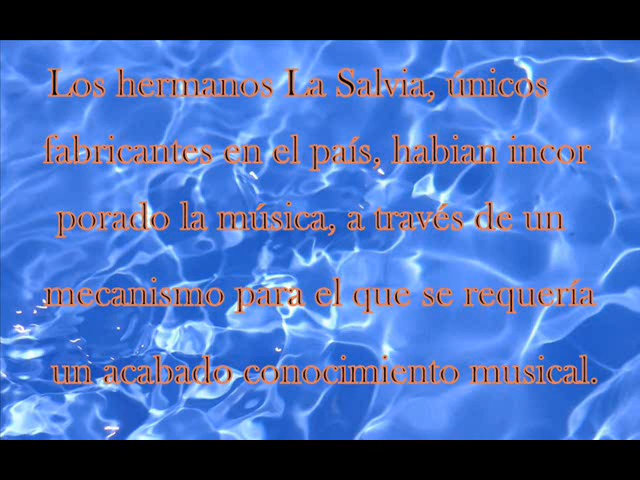 Los hermanos La Salvia, únicos
fabricantes en el país, habian incor
porado la música, a través de un
mecanismo para el que se requería
un acabado conocimiento musical.